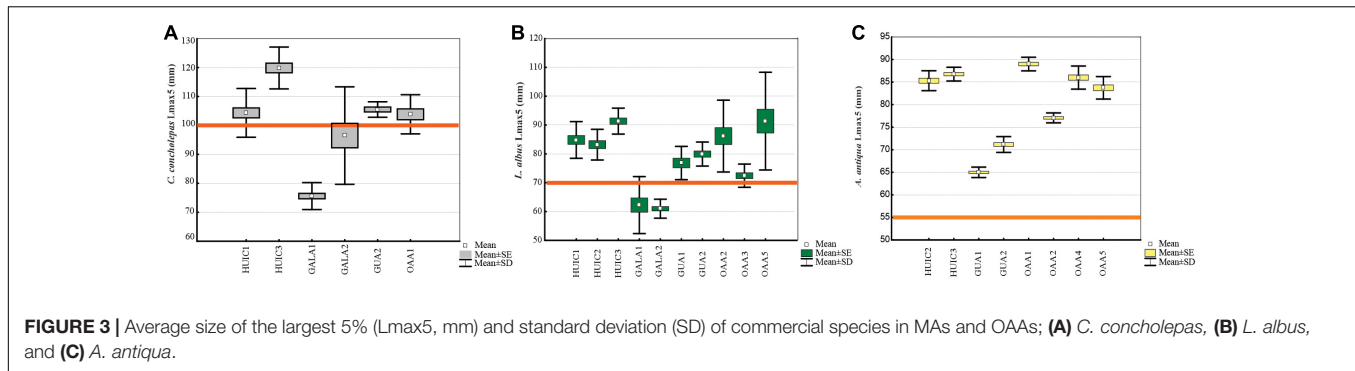 A
C. concholepas Lmax5 (mm)
130
120
110
100
90
80
70
60
HUIC1
HUIC3
GALA1
GALA2
GUA2
OAA1
Mean
Mean±SE
Mean±SD
B
L. albus Lmax5 (mm)
120
110
100
90
80
70
60
50
HUIC1
HUIC2
HUIC3
GALA1
GALA2
GUA1
GUA2
OAA2
OAA3
OAA5
Mean
Mean±SE
Mean±SD
C
A. antiqua Lmax5 (mm)
95
90
85
80
75
70
65
60
55
50
HUIC2
HUIC3
GUA1
GUA2
OAA1
OAA2
OAA4
OAA5
Mean
Mean±SE
Mean±SD
FIGURE 3 | Average size of the largest 5% (Lmax5, mm) and standard deviation (SD) of commercial species in MAs and OAAs; (A) C. concholepas, (B) L. albus,
and (C) A. antiqua.